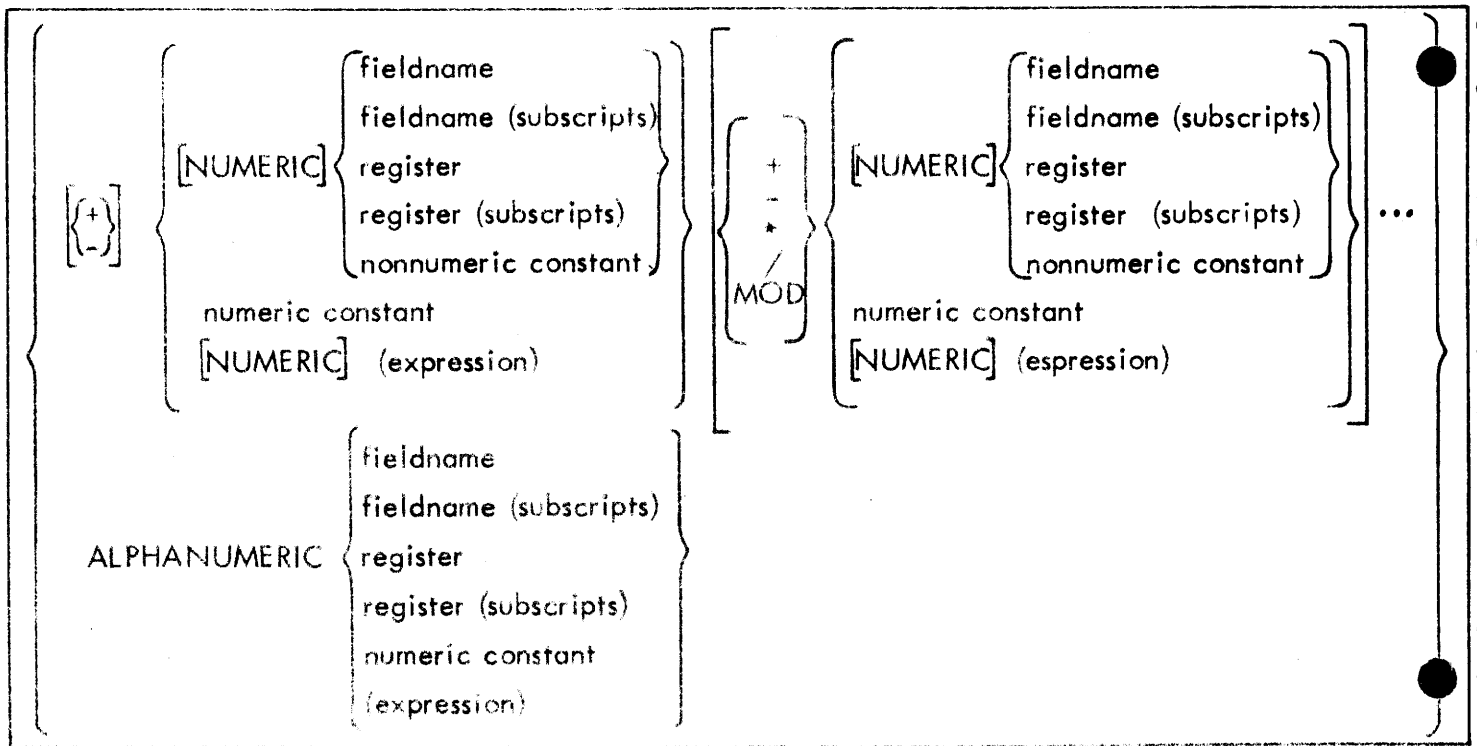 fieldname fieldname
fieldname (subscripts) fieldname (subscripts)
[NUMERIC] register + [NUMERIC] register
[{+ -}] register (subscripts) - * register (subscripts) ...
nonnumeric constant / nonnumeric constant
MOD
numeric constant numeric constant
[NUMERIC] (expression) [NUMERIC] (espression)
fieldname
fieldname (subscripts)
ALPHANUMERIC register
register (subscripts)
numeric constant
(expression)